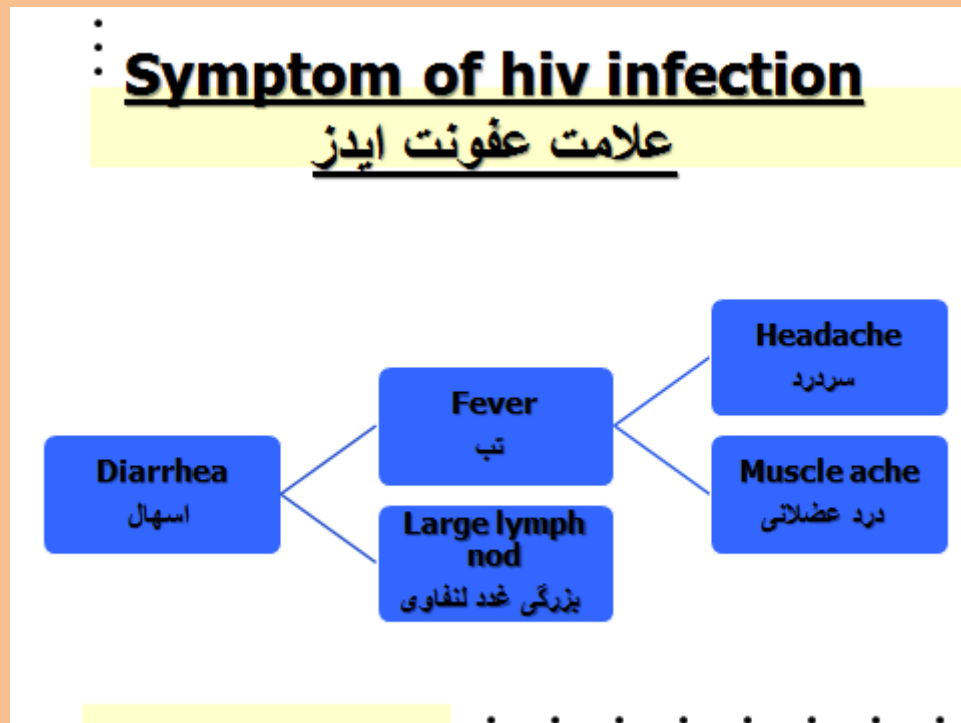 Symptom of hiv infection
علامت عفونت ایدز
Diarrhea
اسهال
Fever
تب
Large lymph
nod
بزرگی غدد لنفاوی
Headache
سردرد
Muscle ache
درد عضلانی